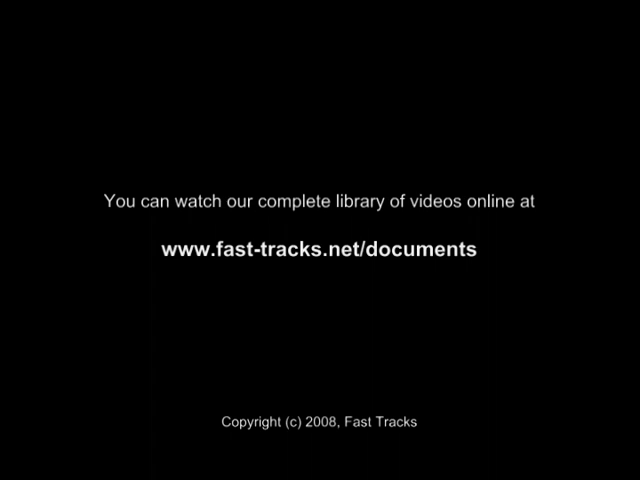 You can watch our complete library of videos online at
www.fast-tracks.net/documents
Copyright (c) 2008, Fast Tracks